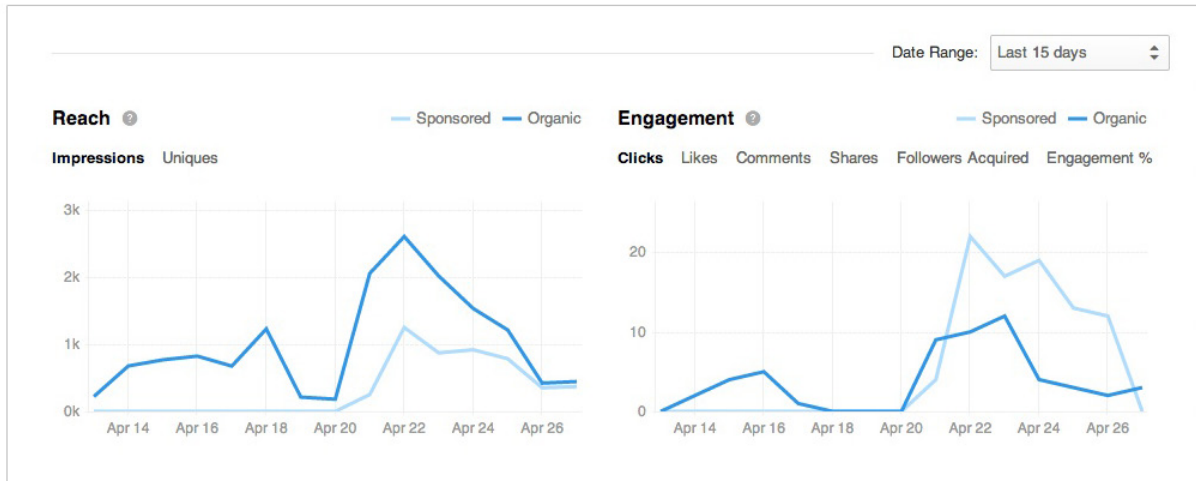 Date Range: Last 15 days
Reach ? Sponsored Organic
Impressions Uniques
3k
2k
1k
0k
Apr 14 Apr 16 Apr 18 Apr 20 Apr 22 Apr 24 Apr 26
Engagement ? Sponsored Organic
Clicks Likes Comments Shares Followers Acquired Engagement %
20
10
0
Apr 14 Apr 16 Apr 18 Apr 20 Apr 22 Apr 24 Apr 26